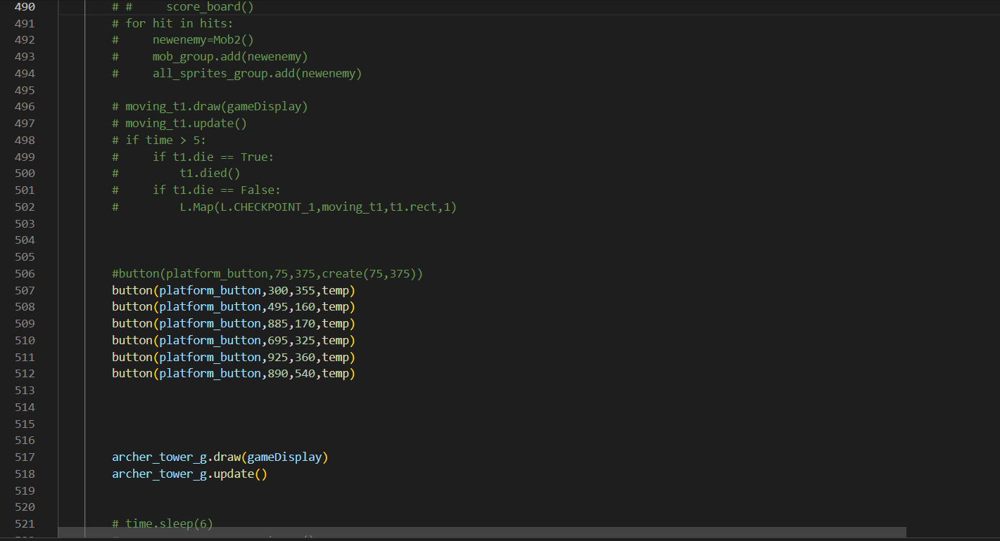 490 # #     score_board()
491 # for hit in hits:
492 #     newenemy=Mob2()
493 #     mob_group.add(newenemy)
494 #     all_sprites_group.add(newenemy)
495
496 # moving_t1.draw(gameDisplay)
497 # moving_t1.update()
498 # if time > 5:
499 #     if t1.die == True:
500 #         t1.died()
501 #     if t1.die == False:
502 #         L.Map(L.CHECKPOINT_1,moving_t1,t1.rect,1)
503
504
505
506 #button(platform_button,75,375,create(75,375))
507 button(platform_button,300,355,temp)
508 button(platform_button,495,160,temp)
509 button(platform_button,885,170,temp)
510 button(platform_button,695,325,temp)
511 button(platform_button,925,360,temp)
512 button(platform_button,890,540,temp)
513
514
515
516
517 archer_tower_g.draw(gameDisplay)
518 archer_tower_g.update()
519
520
521 # time.sleep(6)